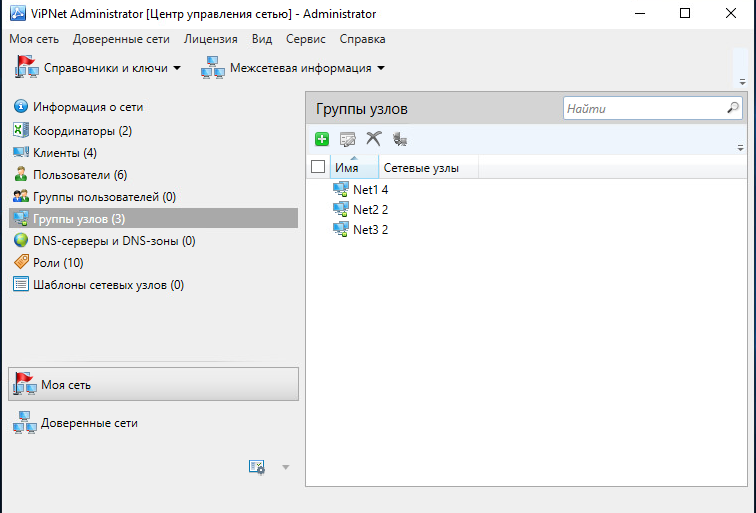 ViPNet Administrator [Центр управления сетью] - Administrator
Моя сеть Доверенные сети Лицензия Вид Сервис Справка
Справочники и ключи Межсетевая информация
Информация о сети
Координаторы (2)
Клиенты (4)
Пользователи (6)
Группы пользователей (0)
Группы узлов (3)
DNS-серверы и DNS-зоны (0)
Роли (10)
Шаблоны сетевых узлов (0)
Моя сеть
Доверенные сети
Группы узлов
Найти
Имя Сетевые узлы
Net1 4
Net2 2
Net3 2